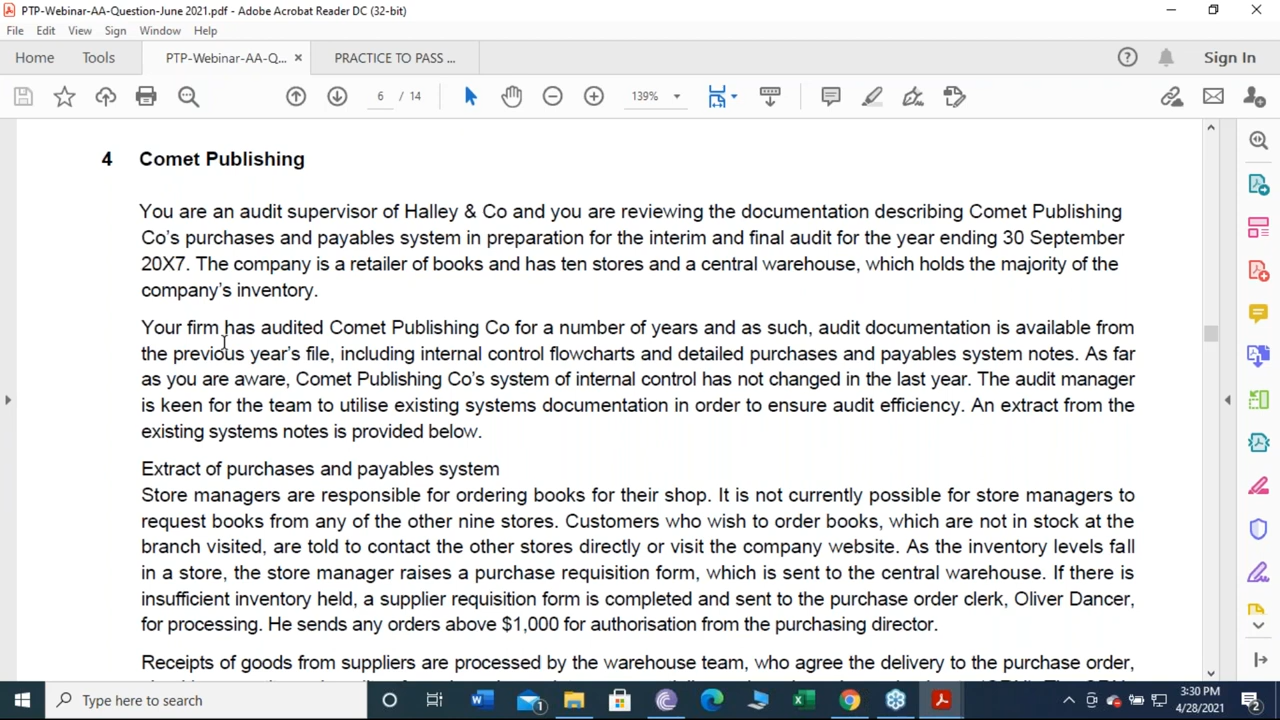 PTP-Webinar-AA-Question-June 2021.pdf - Adobe Acrobat Reader DC (32-bit)
File Edit View Sign Window Help
Home Tools PTP-Webinar-AA-Q... × PRACTICE TO PASS ... Sign In
6 / 14 139%
4 Comet Publishing
You are an audit supervisor of Halley & Co and you are reviewing the documentation describing Comet Publishing
Co's purchases and payables system in preparation for the interim and final audit for the year ending 30 September
20X7. The company is a retailer of books and has ten stores and a central warehouse, which holds the majority of the
company's inventory.
Your firm has audited Comet Publishing Co for a number of years and as such, audit documentation is available from
the previous year's file, including internal control flowcharts and detailed purchases and payables system notes. As far
as you are aware, Comet Publishing Co's system of internal control has not changed in the last year. The audit manager
is keen for the team to utilise existing systems documentation in order to ensure audit efficiency. An extract from the
existing systems notes is provided below.
Extract of purchases and payables system
Store managers are responsible for ordering books for their shop. It is not currently possible for store managers to
request books from any of the other nine stores. Customers who wish to order books, which are not in stock at the
branch visited, are told to contact the other stores directly or visit the company website. As the inventory levels fall
in a store, the store manager raises a purchase requisition form, which is sent to the central warehouse. If there is
insufficient inventory held, a supplier requisition form is completed and sent to the purchase order clerk, Oliver Dancer,
for processing. He sends any orders above $1,000 for authorisation from the purchasing director.
Receipts of goods from suppliers are processed by the warehouse team, who agree the delivery to the purchase order,
Type here to search
3:30 PM
4/28/2021